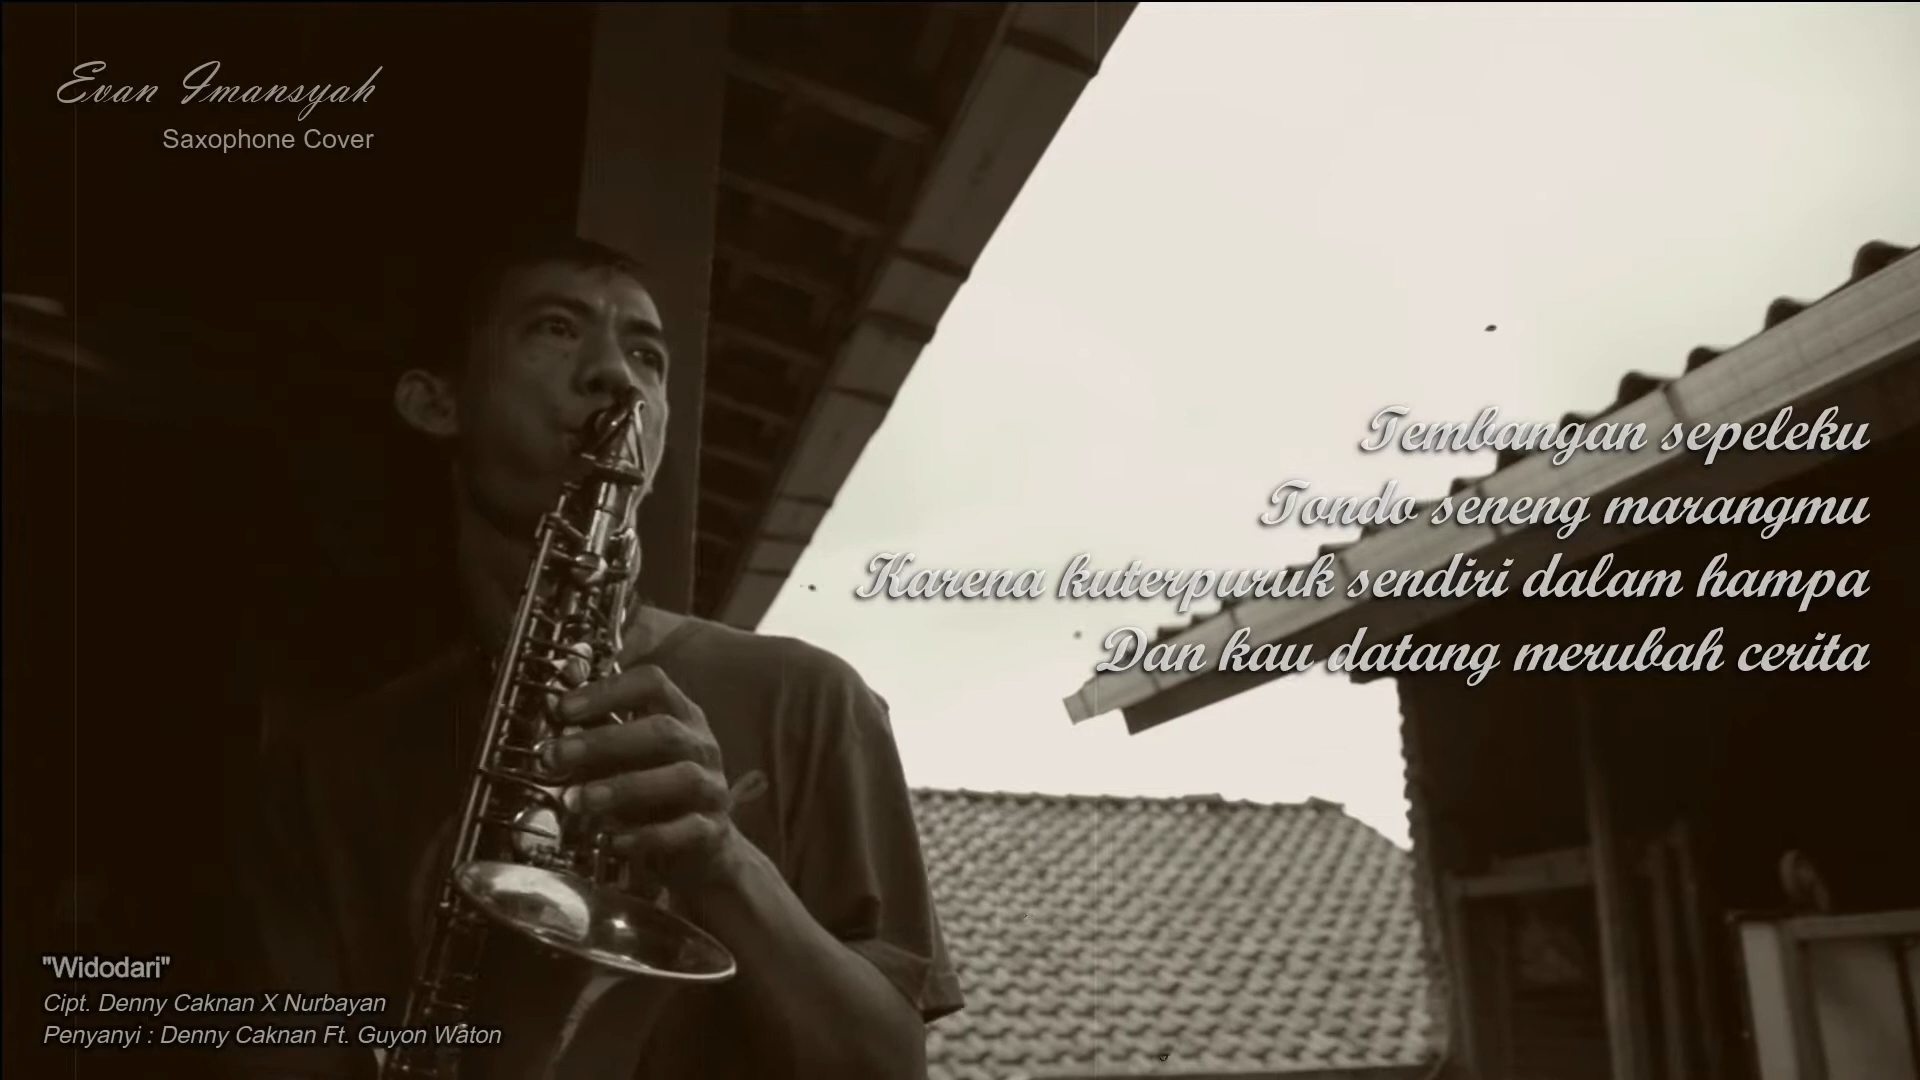 Evan Imansyah
Saxophone Cover
Tembangan sepeleku
Tondo seneng marangmu
Karena kuterpuruk sendiri dalam hampa
Dan kau datang merubah cerita
"Widodari"
Cipt. Denny Caknan X Nurbayan
Penyanyi : Denny Caknan Ft. Guyon Waton